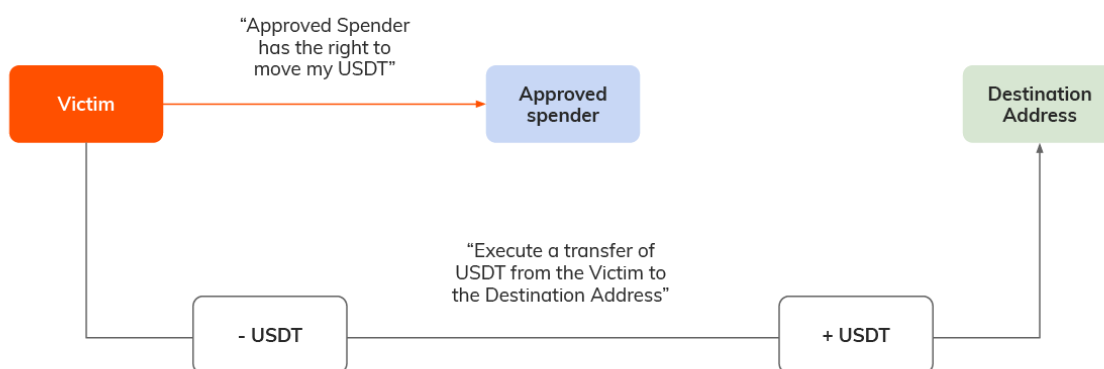 “Approved Spender
has the right to
move my USDT”
Victim
Approved
spender
Destination
Address
“Execute a transfer of
USDT from the Victim to
the Destination Address”
- USDT
+ USDT